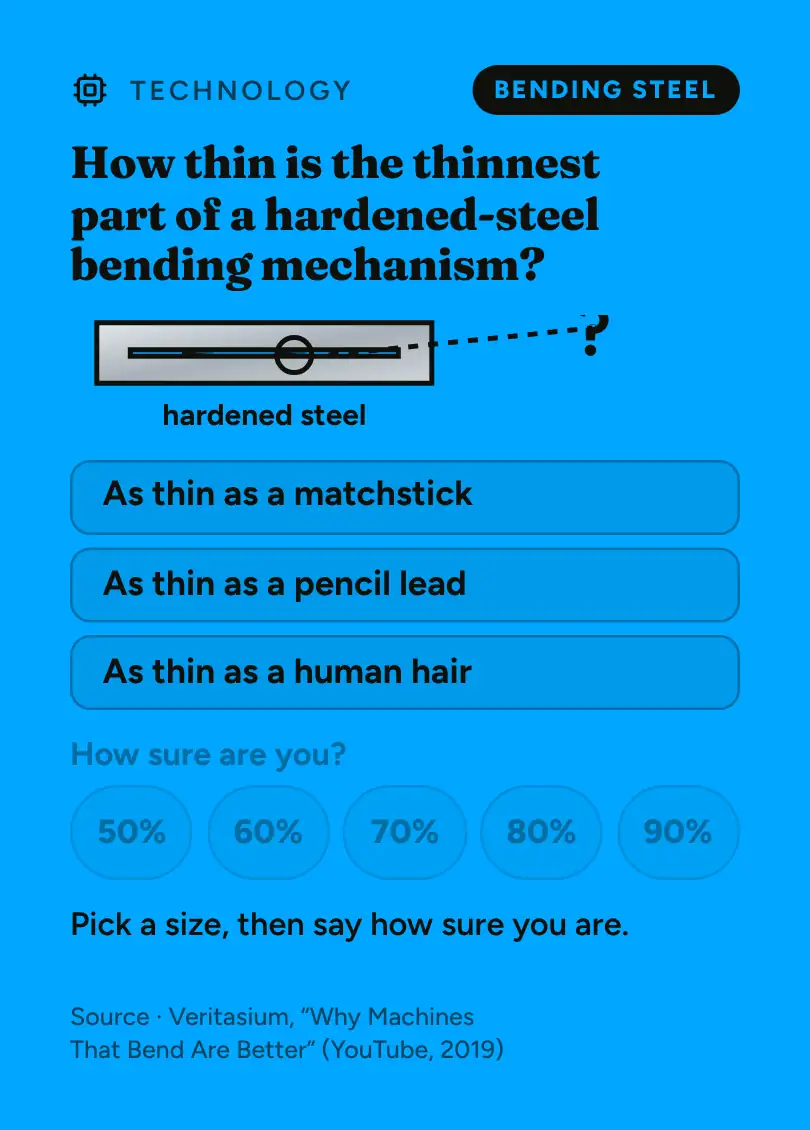 TECHNOLOGY
BENDING STEEL
How thin is the thinnest
part of a hardened-steel
bending mechanism?
?
hardened steel
As thin as a matchstick
As thin as a pencil lead
As thin as a human hair
How sure are you?
50% 60% 70% 80% 90%
Pick a size, then say how sure you are.
Source · Veritasium, “Why Machines
That Bend Are Better” (YouTube, 2019)